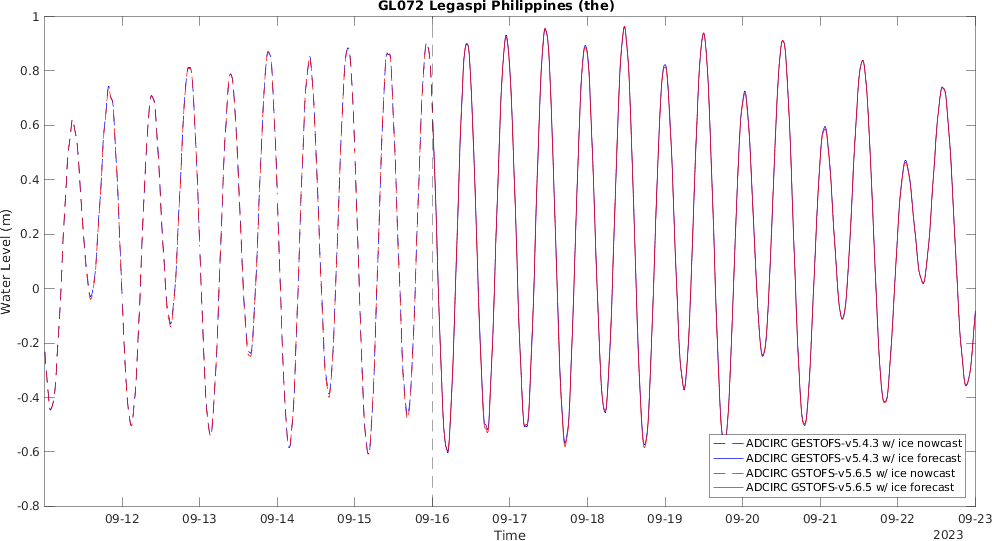 GL072 Legaspi Philippines (the)
1
0.8
0.6
0.4
0.2
0
-0.2
-0.4
-0.6
-0.8
Water Level (m)
ADCIRC GESTOFS-v5.4.3 w/ ice nowcast
ADCIRC GESTOFS-v5.4.3 w/ ice forecast
ADCIRC GSTOFS-v5.6.5 w/ ice nowcast
ADCIRC GSTOFS-v5.6.5 w/ ice forecast
09-12 09-13 09-14 09-15 09-16 09-17 09-18 09-19 09-20 09-21 09-22 09-23
Time
2023